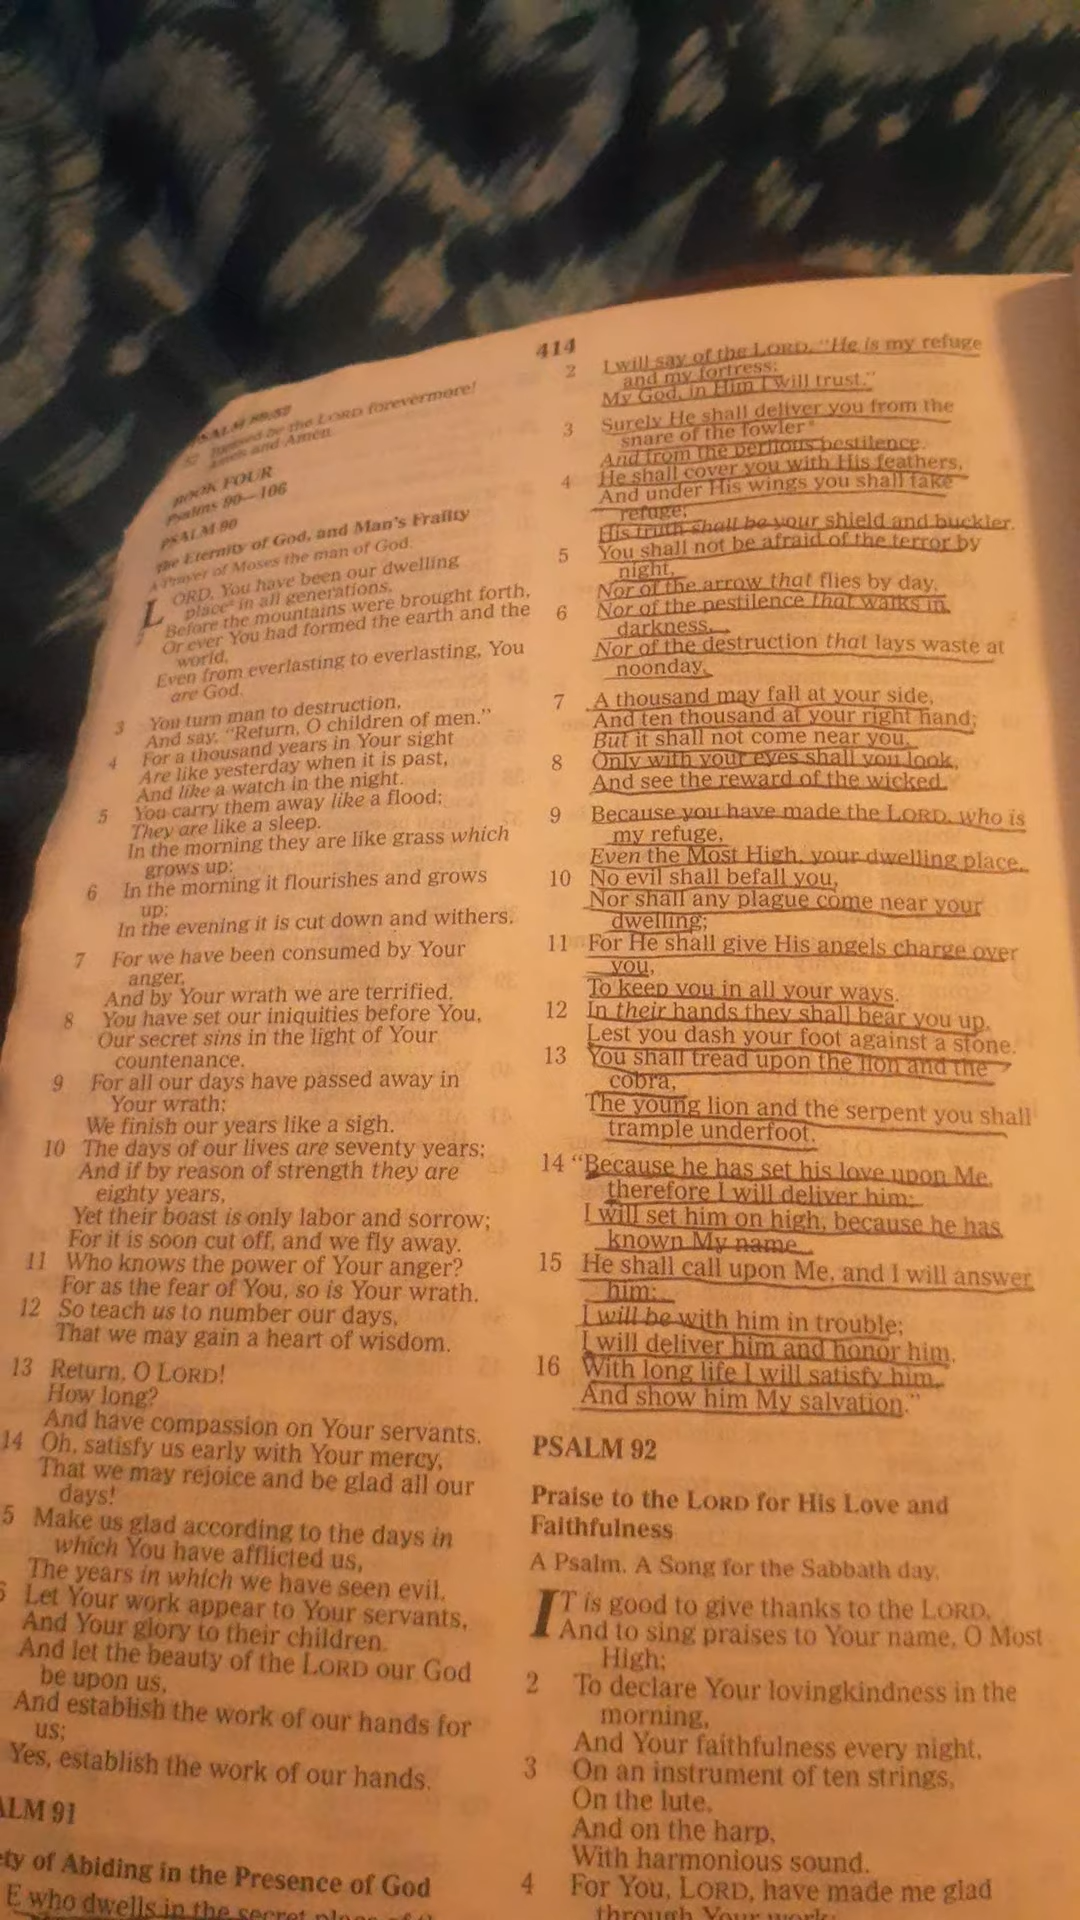 414
PSALM 89:52
52 Blessed be the LORD forevermore!
Amen and Amen.
BOOK FOUR
Psalms 90—106
PSALM 90
The Eternity of God, and Man's Frailty
A Prayer of Moses the man of God.
LORD, You have been our dwelling
place in all generations.
2 Before the mountains were brought forth,
Or ever You had formed the earth and the
world,
Even from everlasting to everlasting, You
are God.
3 You turn man to destruction,
And say, "Return, O children of men."
4 For a thousand years in Your sight
Are like yesterday when it is past,
And like a watch in the night.
5 You carry them away like a flood;
They are like a sleep.
In the morning they are like grass which
grows up:
6 In the morning it flourishes and grows
up;
In the evening it is cut down and withers.
7 For we have been consumed by Your
anger,
And by Your wrath we are terrified.
8 You have set our iniquities before You,
Our secret sins in the light of Your
countenance.
9 For all our days have passed away in
Your wrath;
We finish our years like a sigh.
10 The days of our lives are seventy years;
And if by reason of strength they are
eighty years,
Yet their boast is only labor and sorrow;
For it is soon cut off, and we fly away.
11 Who knows the power of Your anger?
For as the fear of You, so is Your wrath.
12 So teach us to number our days,
That we may gain a heart of wisdom.
13 Return, O LORD!
How long?
And have compassion on Your servants.
14 Oh, satisfy us early with Your mercy,
That we may rejoice and be glad all our
days!
5 Make us glad according to the days in
which You have afflicted us,
The years in which we have seen evil.
6 Let Your work appear to Your servants,
And Your glory to their children.
And let the beauty of the LORD our God
be upon us,
And establish the work of our hands for
us;
Yes, establish the work of our hands.
ALM 91
ety of Abiding in the Presence of God
E who dwells in the secret place of
2 I will say of the LORD, "He is my refuge
and my fortress;
My God, in Him I will trust."
3 Surely He shall deliver you from the
snare of the fowler
And from the perilous pestilence.
4 He shall cover you with His feathers,
And under His wings you shall take
refuge;
His truth shall be your shield and buckler.
5 You shall not be afraid of the terror by
night,
Nor of the arrow that flies by day,
6 Nor of the pestilence that walks in
darkness,
Nor of the destruction that lays waste at
noonday.
7 A thousand may fall at your side,
And ten thousand at your right hand;
But it shall not come near you.
8 Only with your eyes shall you look,
And see the reward of the wicked.
9 Because you have made the LORD, who is
my refuge,
Even the Most High, your dwelling place,
10 No evil shall befall you,
Nor shall any plague come near your
dwelling;
11 For He shall give His angels charge over
you,
To keep you in all your ways.
12 In their hands they shall bear you up,
Lest you dash your foot against a stone.
13 You shall tread upon the lion and the
cobra,
The young lion and the serpent you shall
trample underfoot.
14 "Because he has set his love upon Me,
therefore I will deliver him;
I will set him on high, because he has
known My name.
15 He shall call upon Me, and I will answer
him;
I will be with him in trouble;
I will deliver him and honor him.
16 With long life I will satisfy him,
And show him My salvation."
PSALM 92
Praise to the LORD for His Love and
Faithfulness
A Psalm. A Song for the Sabbath day.
IT is good to give thanks to the LORD,
And to sing praises to Your name, O Most
High;
2 To declare Your lovingkindness in the
morning,
And Your faithfulness every night,
3 On an instrument of ten strings,
On the lute,
And on the harp,
With harmonious sound.
4 For You, LORD, have made me glad
through Your work;